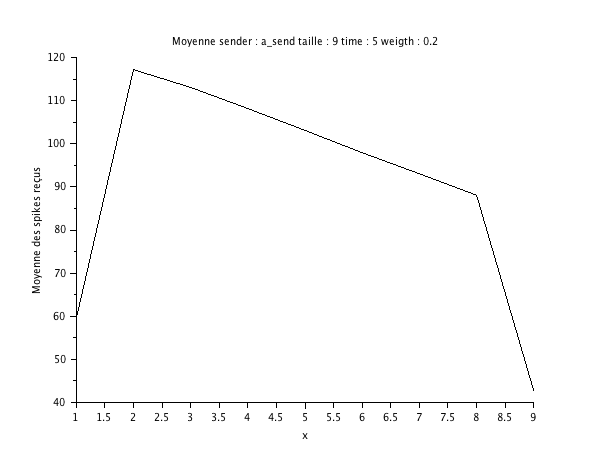 Moyenne sender : a_send taille : 9 time : 5 weigth : 0.2
120
110
100
90
80
70
60
50
40
Moyenne des spikes reçus
1 1.5 2 2.5 3 3.5 4 4.5 5 5.5 6 6.5 7 7.5 8 8.5 9
x